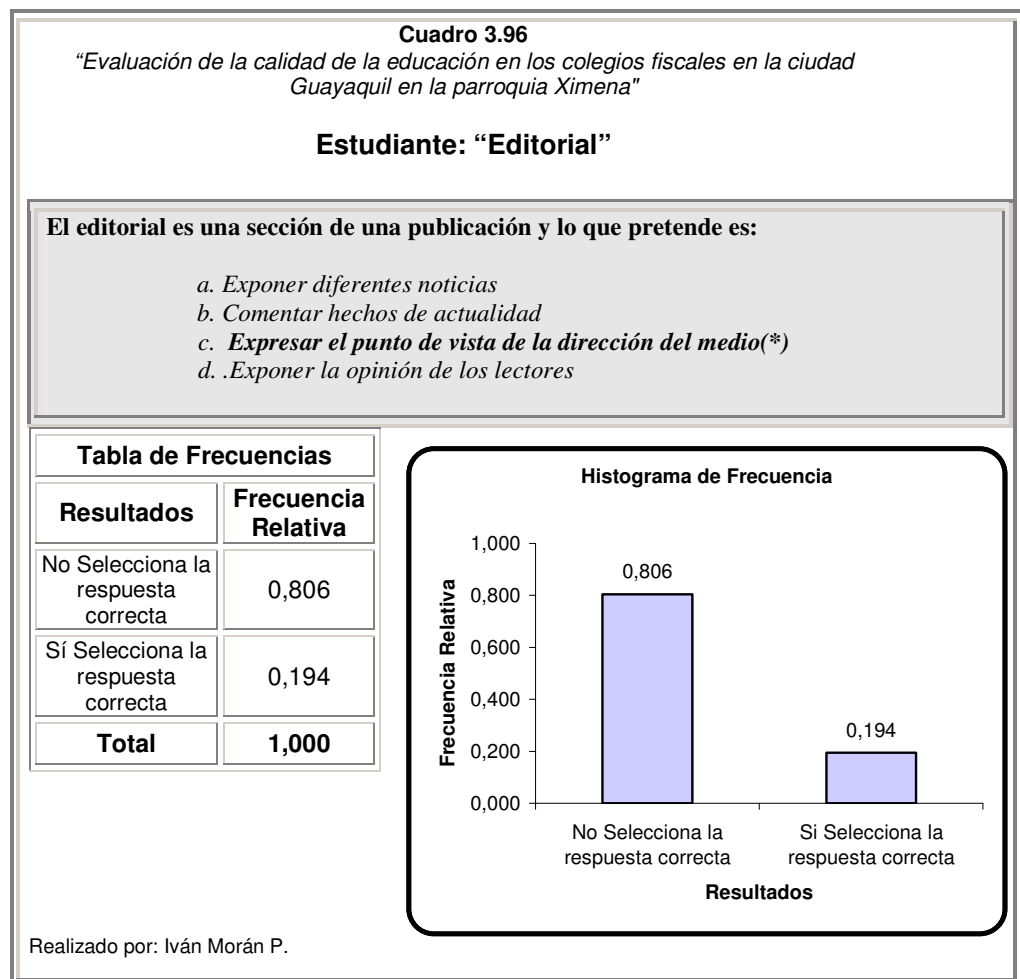 Cuadro 3.96
“Evaluación de la calidad de la educación en los colegios fiscales en la ciudad
Guayaquil en la parroquia Ximena"
Estudiante: “Editorial”
El editorial es una sección de una publicación y lo que pretende es:
a. Exponer diferentes noticias
b. Comentar hechos de actualidad
c. Expresar el punto de vista de la dirección del medio(*)
d. .Exponer la opinión de los lectores
Tabla de Frecuencias
Resultados
Frecuencia
Relativa
No Selecciona la
respuesta
correcta
0,806
Sí Selecciona la
respuesta
correcta
0,194
Total
1,000
Histograma de Frecuencia
Frecuencia Relativa
1,000
0,800
0,600
0,400
0,200
0,000
0,806
0,194
No Selecciona la
respuesta correcta
Si Selecciona la
respuesta correcta
Resultados
Realizado por: Iván Morán P.